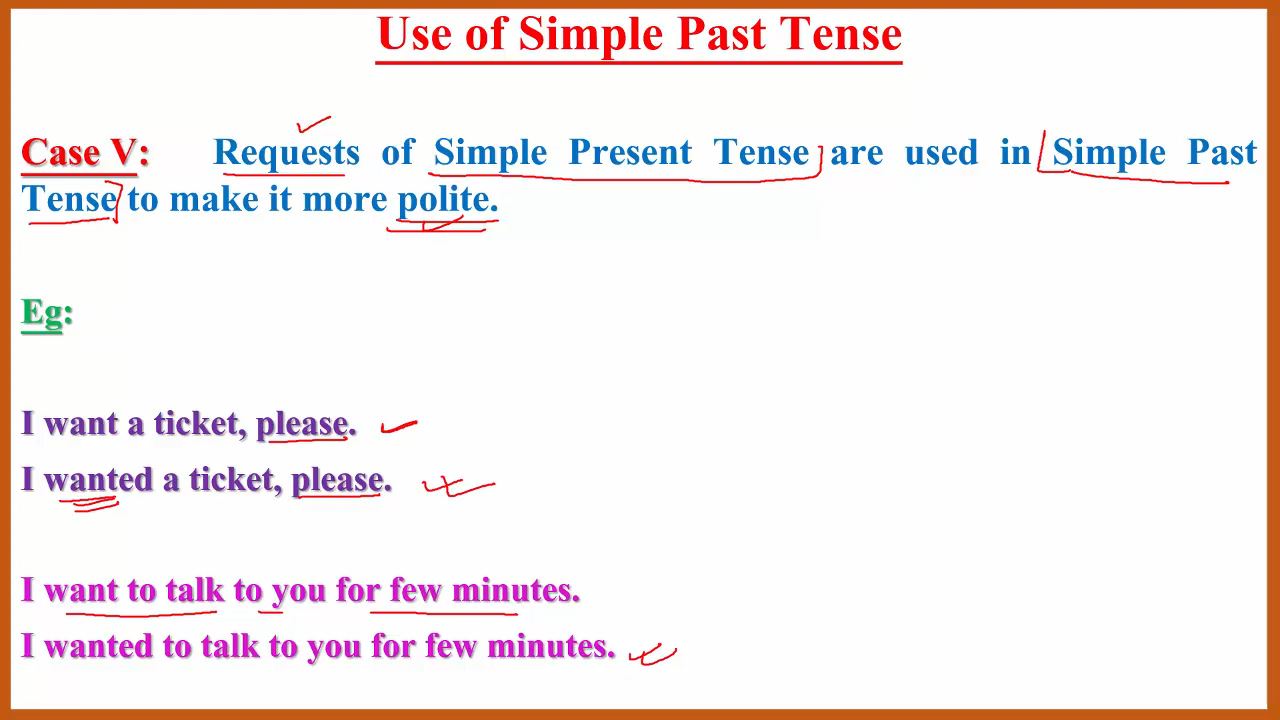 Use of Simple Past Tense
Case V: Requests of Simple Present Tense are used in Simple Past
Tense to make it more polite.
Eg:
I want a ticket, please.
I wanted a ticket, please.
I want to talk to you for few minutes.
I wanted to talk to you for few minutes.